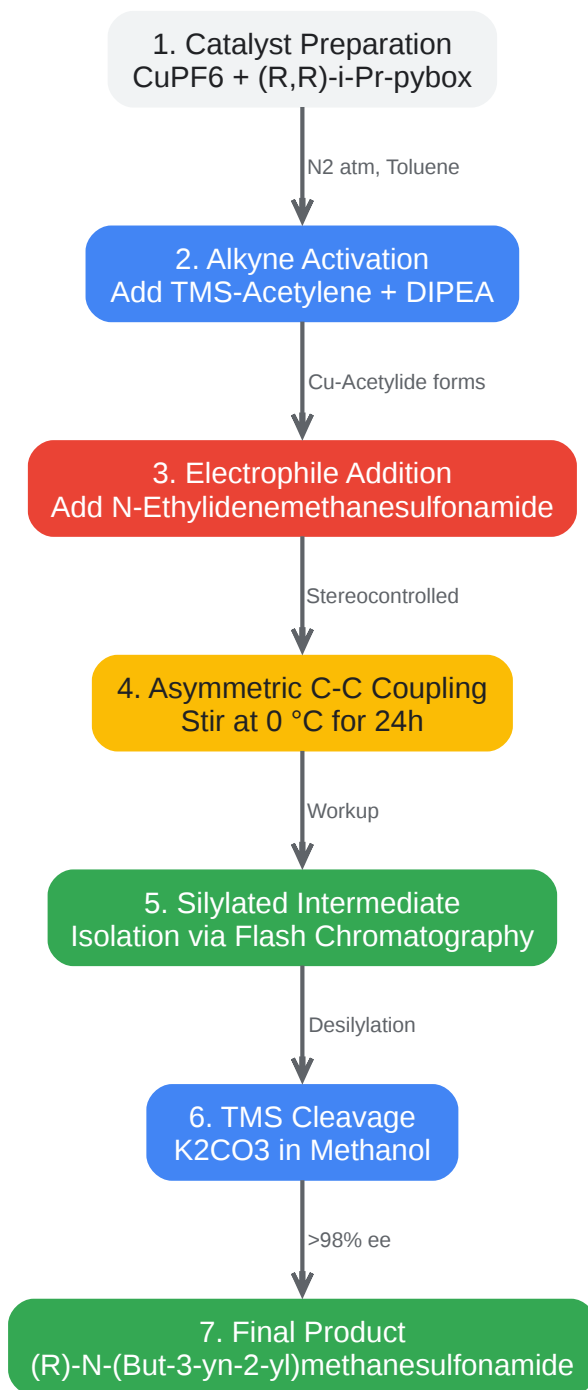 1. Catalyst Preparation
CuPF6 + (R,R)-i-Pr-pybox
N2 atm, Toluene
2. Alkyne Activation
Add TMS-Acetylene + DIPEA
Cu-Acetylide forms
3. Electrophile Addition
Add N-Ethylidenemethanesulfonamide
Stereocontrolled
4. Asymmetric C-C Coupling
Stir at 0 °C for 24h
Workup
5. Silylated Intermediate
Isolation via Flash Chromatography
Desilylation
6. TMS Cleavage
K2CO3 in Methanol
>98% ee
7. Final Product
(R)-N-(But-3-yn-2-yl)methanesulfonamide